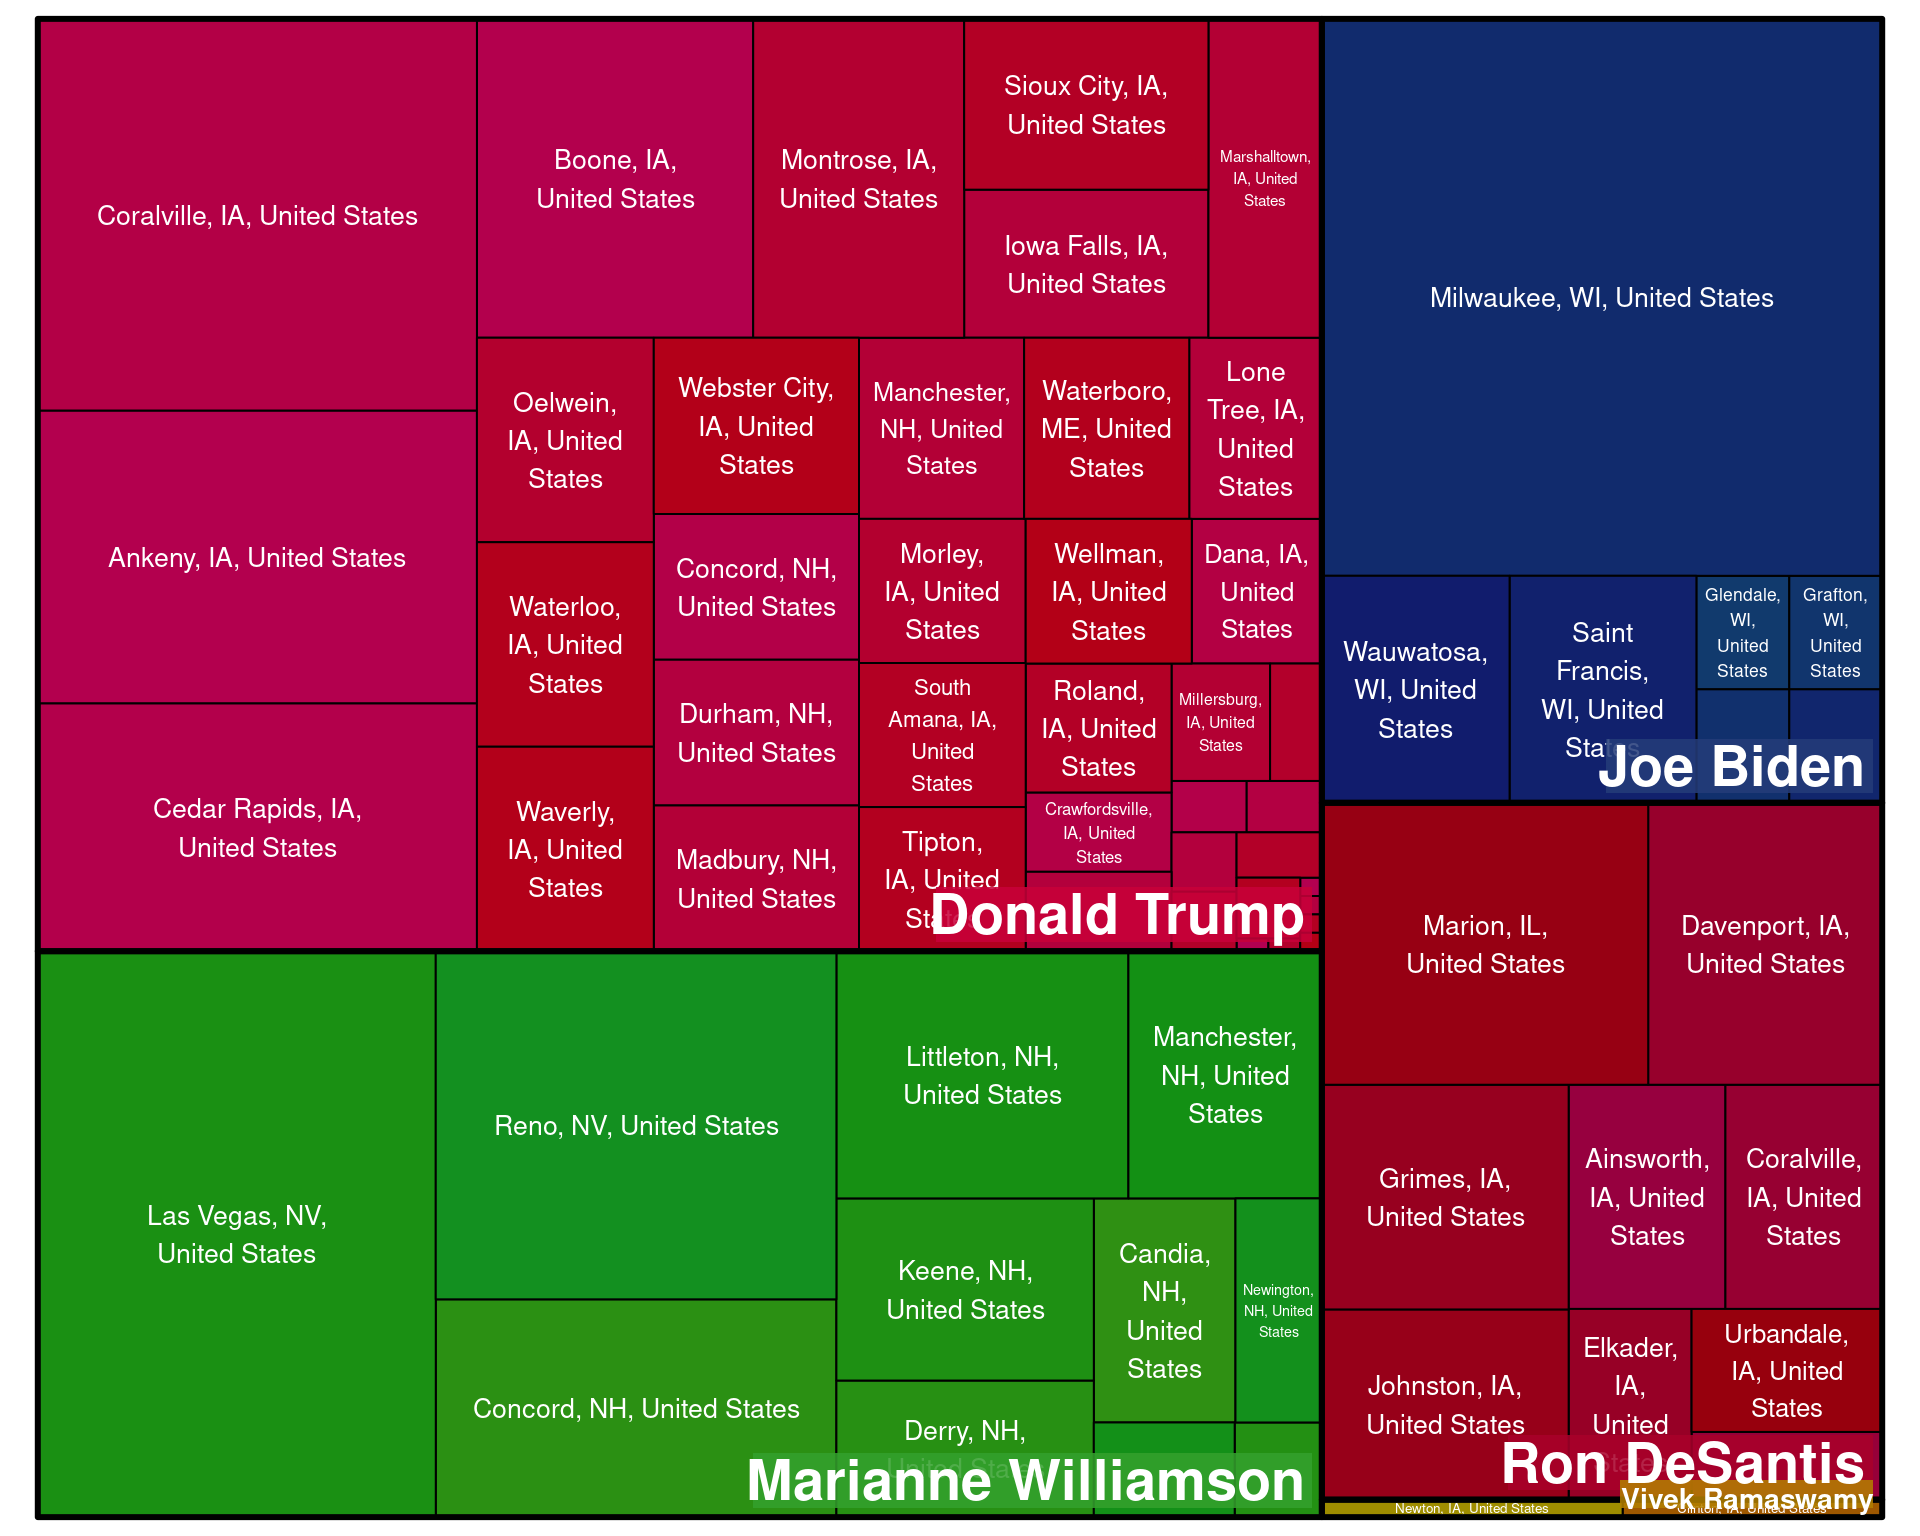 Coralville, IA, United States
Ankeny, IA, United States
Cedar Rapids, IA,
United States
Boone, IA,
United States
Montrose, IA,
United States
Sioux City, IA,
United States
Iowa Falls, IA,
United States
Marshalltown,
IA, United
States
Oelwein,
IA, United
States
Waterloo,
IA, United
States
Waverly,
IA, United
States
Webster City,
IA, United
States
Concord, NH,
United States
Durham, NH,
United States
Madbury, NH,
United States
Manchester,
NH, United
States
Waterboro,
ME, United
States
Lone
Tree, IA,
United
States
Morley,
IA, United
States
Wellman,
IA, United
States
Dana, IA,
United
States
South
Amana, IA,
United
States
Tipton,
IA, United
States
Roland,
IA, United
States
Crawfordsville,
IA, United
States
Millersburg,
IA, United
States
Donald Trump
Milwaukee, WI, United States
Wauwatosa,
WI, United
States
Saint
Francis,
WI, United
States
Glendale,
WI,
United
States
Grafton,
WI,
United
States
Joe Biden
Las Vegas, NV,
United States
Reno, NV, United States
Concord, NH, United States
Littleton, NH,
United States
Manchester,
NH, United
States
Keene, NH,
United States
Derry, NH,
United States
Candia,
NH,
United
States
Newington,
NH, United
States
Marianne Williamson
Marion, IL,
United States
Davenport, IA,
United States
Grimes, IA,
United States
Johnston, IA,
United States
Ainsworth,
IA, United
States
Coralville,
IA, United
States
Elkader,
IA,
United
States
Urbandale,
IA, United
States
Ron DeSantis
Newton, IA, United States
Clinton, IA, United States
Vivek Ramaswamy